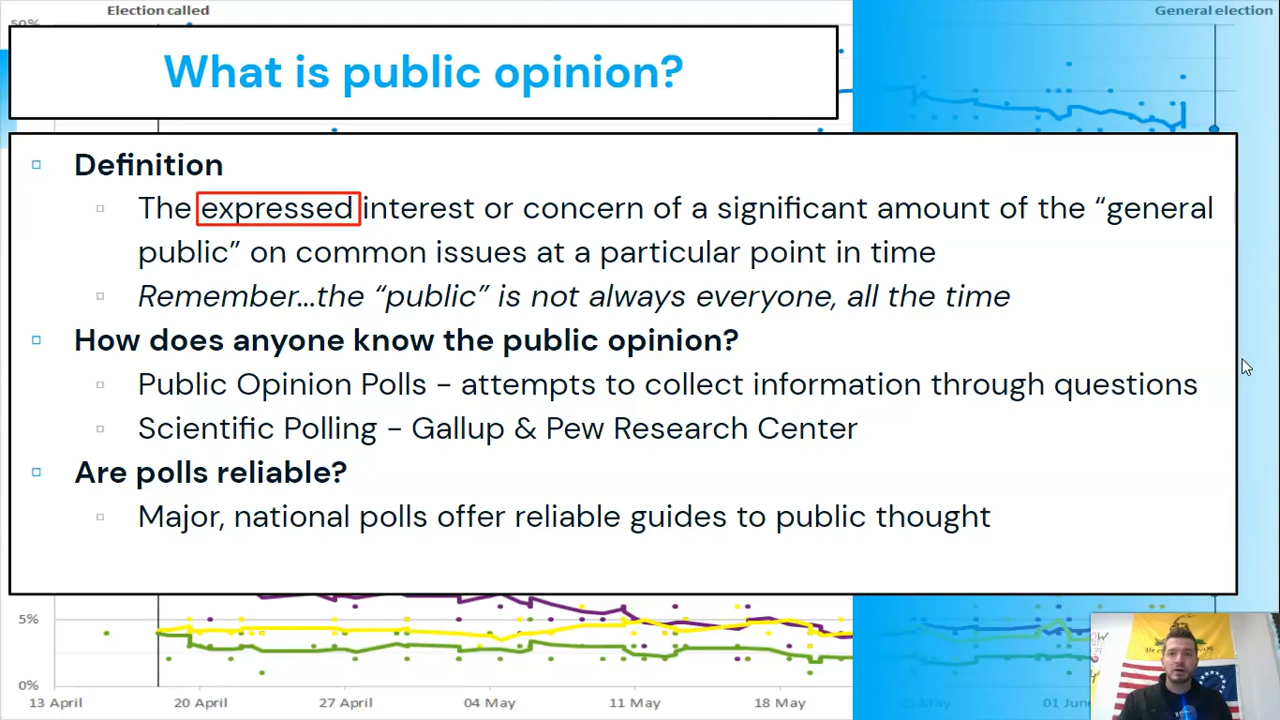 Election called
General election
50%
What is public opinion?
Definition
The expressed interest or concern of a significant amount of the “general
public” on common issues at a particular point in time
Remember...the “public” is not always everyone, all the time
How does anyone know the public opinion?
Public Opinion Polls - attempts to collect information through questions
Scientific Polling - Gallup & Pew Research Center
Are polls reliable?
Major, national polls offer reliable guides to public thought
5%
0%
13 April 20 April 27 April 04 May 11 May 18 May May 01 June